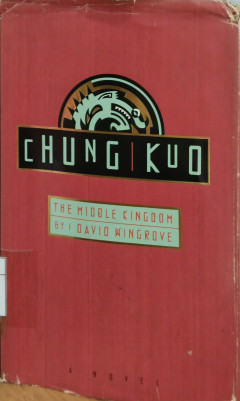 CHUNG | KUO
THE MIDDLE KINGDOM
BY | DAVID WINGROVE
A NOVEL